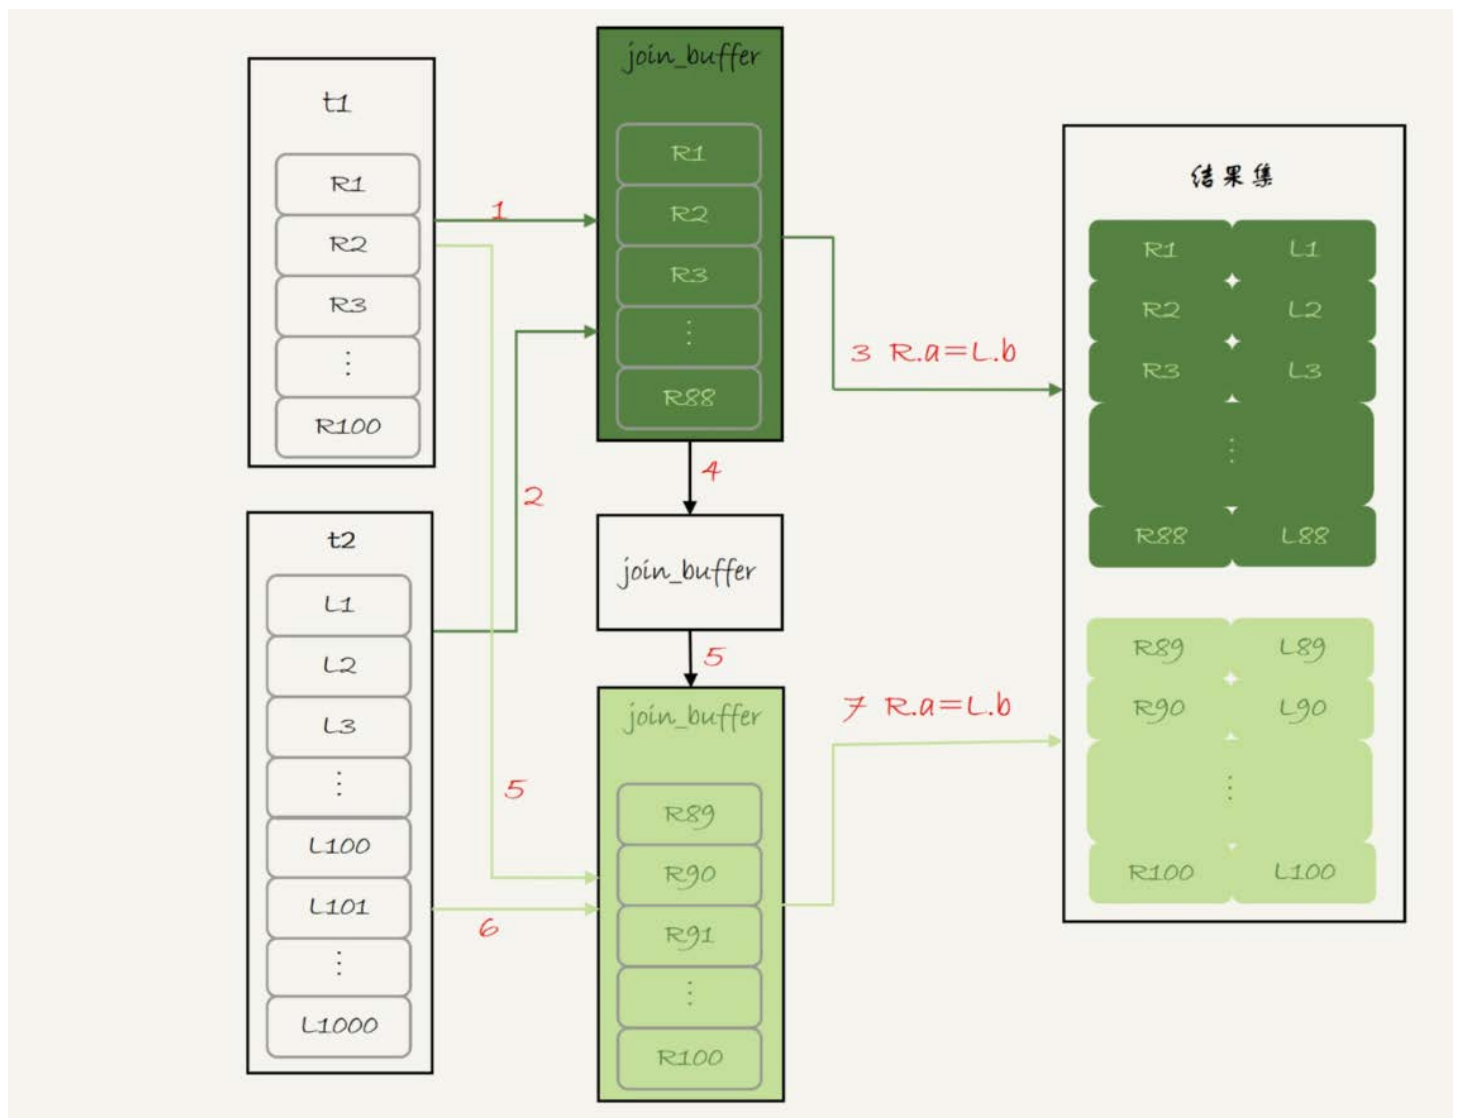 t1
R1
R2
R3
⋮
R100
t2
L1
L2
L3
⋮
L100
L101
⋮
L1000
1
2
5
6
join_buffer
R1
R2
R3
⋮
R88
4
join_buffer
5
join_buffer
R89
R90
R91
⋮
R100
3 R.a=L.b
7 R.a=L.b
结果集
R1 L1
R2 L2
R3 L3
⋮
R88 L88
R89 L89
R90 L90
⋮
R100 L100